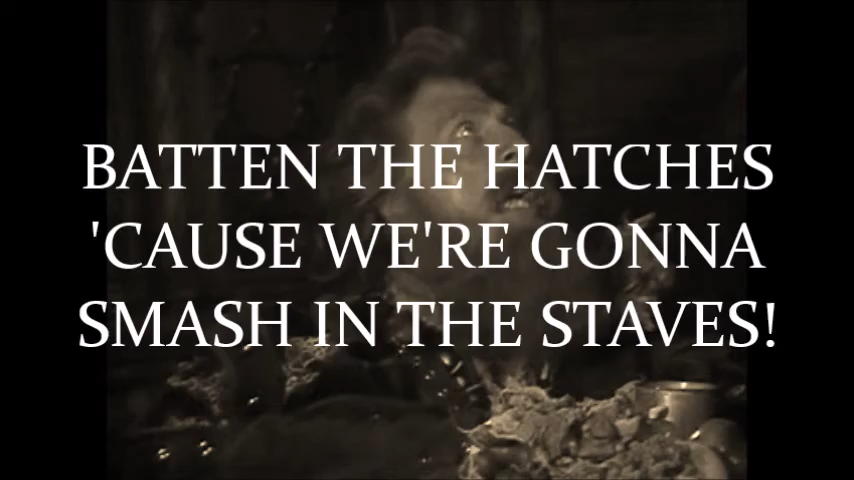 BATTEN THE HATCHES
'CAUSE WE'RE GONNA
SMASH IN THE STAVES!